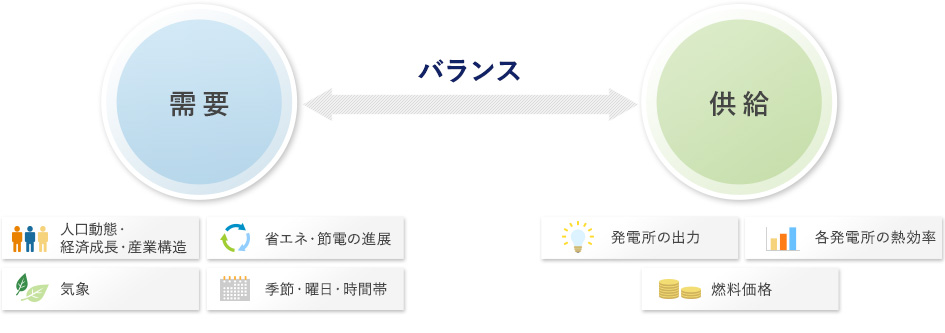 バランス
需要
供給
人口動態・
経済成長・産業構造
省エネ・節電の進展
発電所の出力
各発電所の熱効率
気象
季節・曜日・時間帯
燃料価格